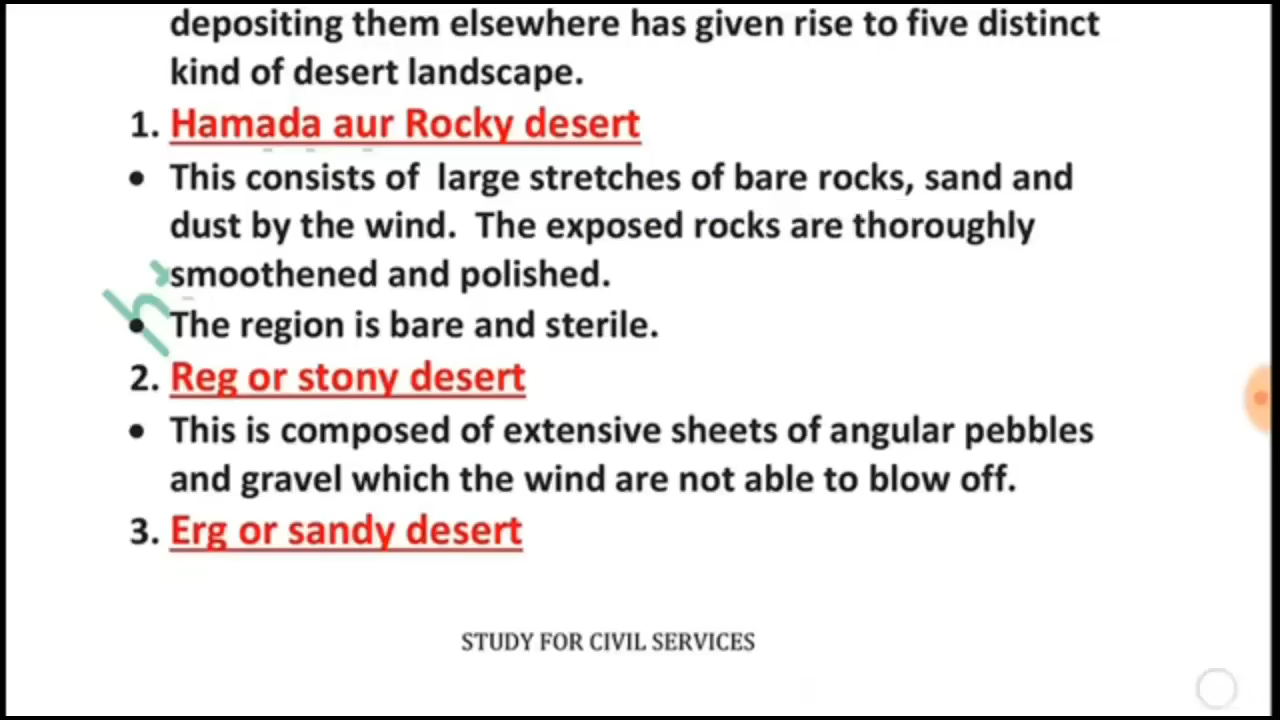 depositing them elsewhere has given rise to five distinct
kind of desert landscape.
1. Hamada aur Rocky desert
• This consists of large stretches of bare rocks, sand and
dust by the wind. The exposed rocks are thoroughly
smoothened and polished.
• The region is bare and sterile.
2. Reg or stony desert
• This is composed of extensive sheets of angular pebbles
and gravel which the wind are not able to blow off.
3. Erg or sandy desert
STUDY FOR CIVIL SERVICES